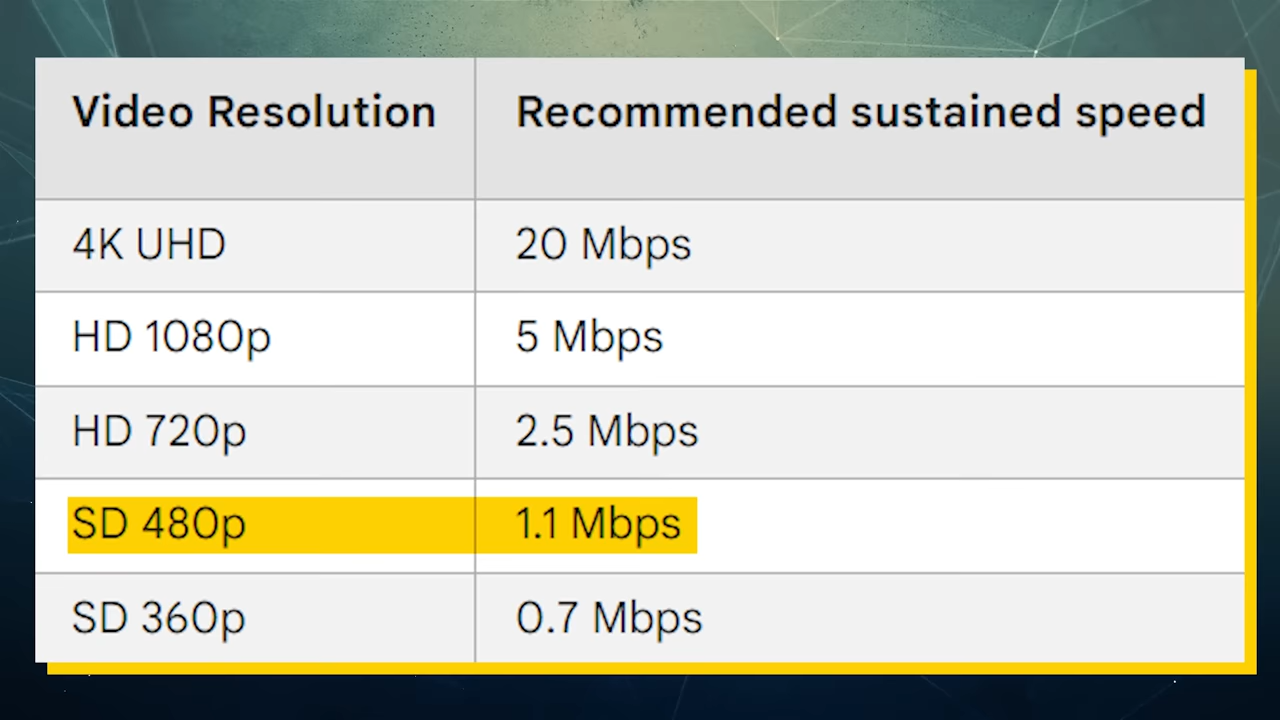 Video Resolution Recommended sustained speed
4K UHD 20 Mbps
HD 1080p 5 Mbps
HD 720p 2.5 Mbps
SD 480p 1.1 Mbps
SD 360p 0.7 Mbps